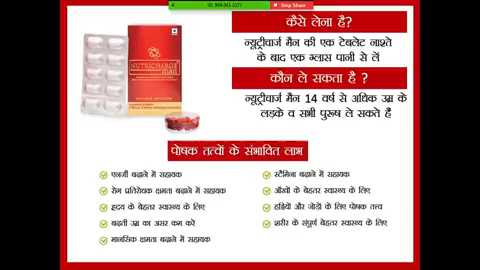 कैसे लेना है?
न्यूट्रीचार्ज मैन की एक टेबलेट नाश्ते
के बाद एक ग्लास पानी से लें
कौन ले सकता है ?
न्यूट्रीचार्ज मैन 14 वर्ष से अधिक उम्र के
लड़के व सभी पुरूष ले सकते है
NUTRICHARGE
man
पोषक तत्वों के संभावित लाभ
एनर्जी बढ़ाने में सहायक
रोग प्रतिरोधक क्षमता बढ़ाने में सहायक
हृदय के बेहतर स्वास्थ्य के लिए
बढ़ती उम्र का असर कम करे
मानसिक क्षमता बढ़ाने में सहायक
स्टैमिना बढ़ाने में सहायक
आँखों के बेहतर स्वास्थ्य के लिए
हड्डियों और जोड़ों के लिए पोषक तत्त्व
शरीर के संपूर्ण बेहतर स्वास्थ्य के लिए